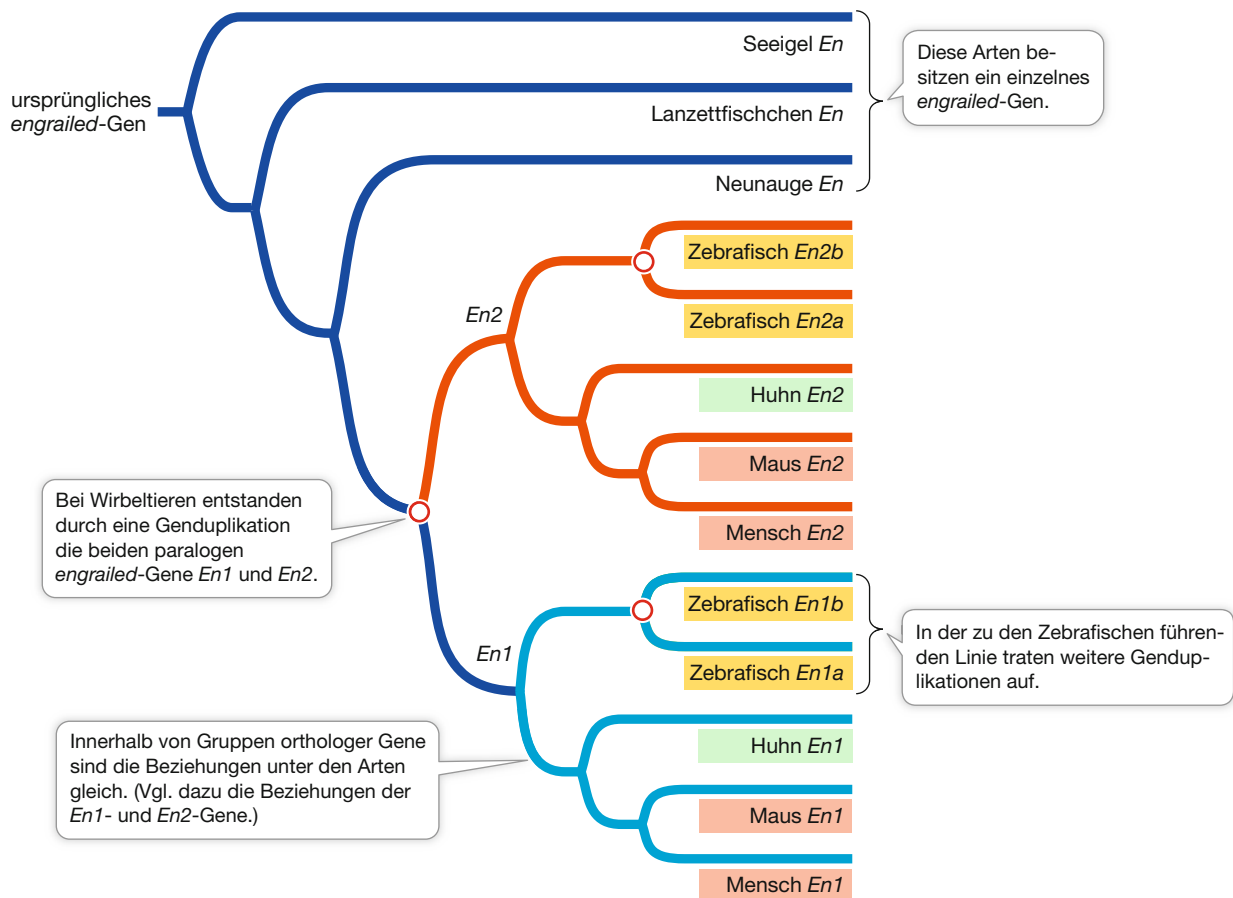 Seeigel En
Diese Arten be-
sitzen ein einzelnes
engrailed-Gen.
ursprüngliches
engrailed-Gen
Lanzettfischchen En
Neunauge En
Zebrafisch En2b
En2
Zebrafisch En2a
Huhn En2
Maus En2
Bei Wirbeltieren entstanden
durch eine Genduplikation
die beiden paralogen
engrailed-Gene En1 und En2.
Mensch En2
Zebrafisch En1b
En1
Zebrafisch En1a
In der zu den Zebrafischen führen-
den Linie traten weitere Gendup-
likationen auf.
Innerhalb von Gruppen orthologer Gene
sind die Beziehungen unter den Arten
gleich. (Vgl. dazu die Beziehungen der
En1- und En2-Gene.)
Huhn En1
Maus En1
Mensch En1